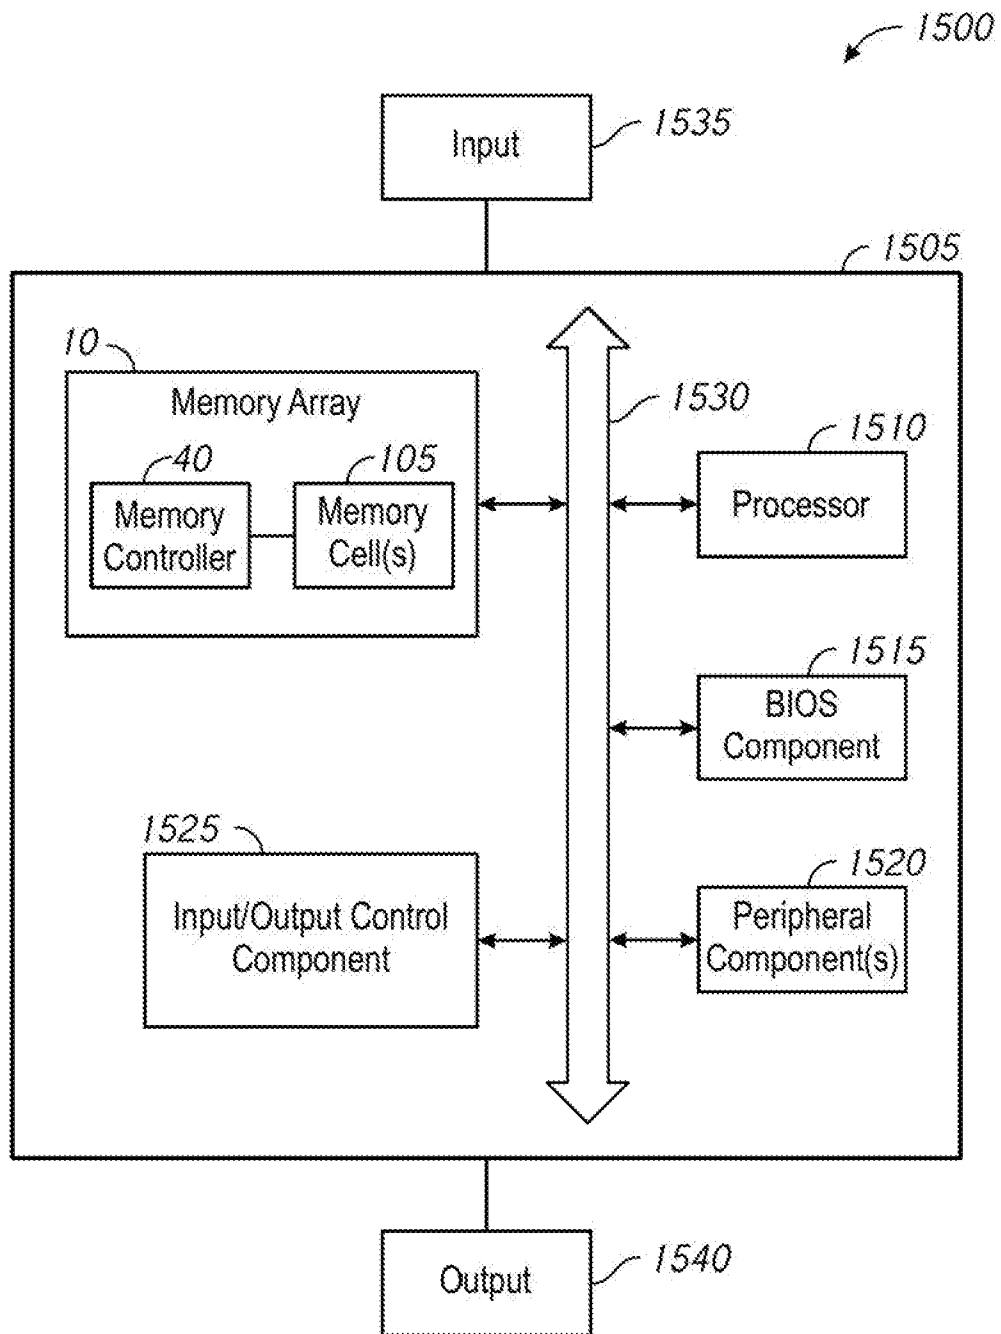 1500
Input
1535
1505
10
Memory Array
40
105
Memory
Controller
Memory
Cell(s)
1530
1510
Processor
1515
BIOS
Component
1525
Input/Output Control
Component
1520
Peripheral
Component(s)
Output
1540